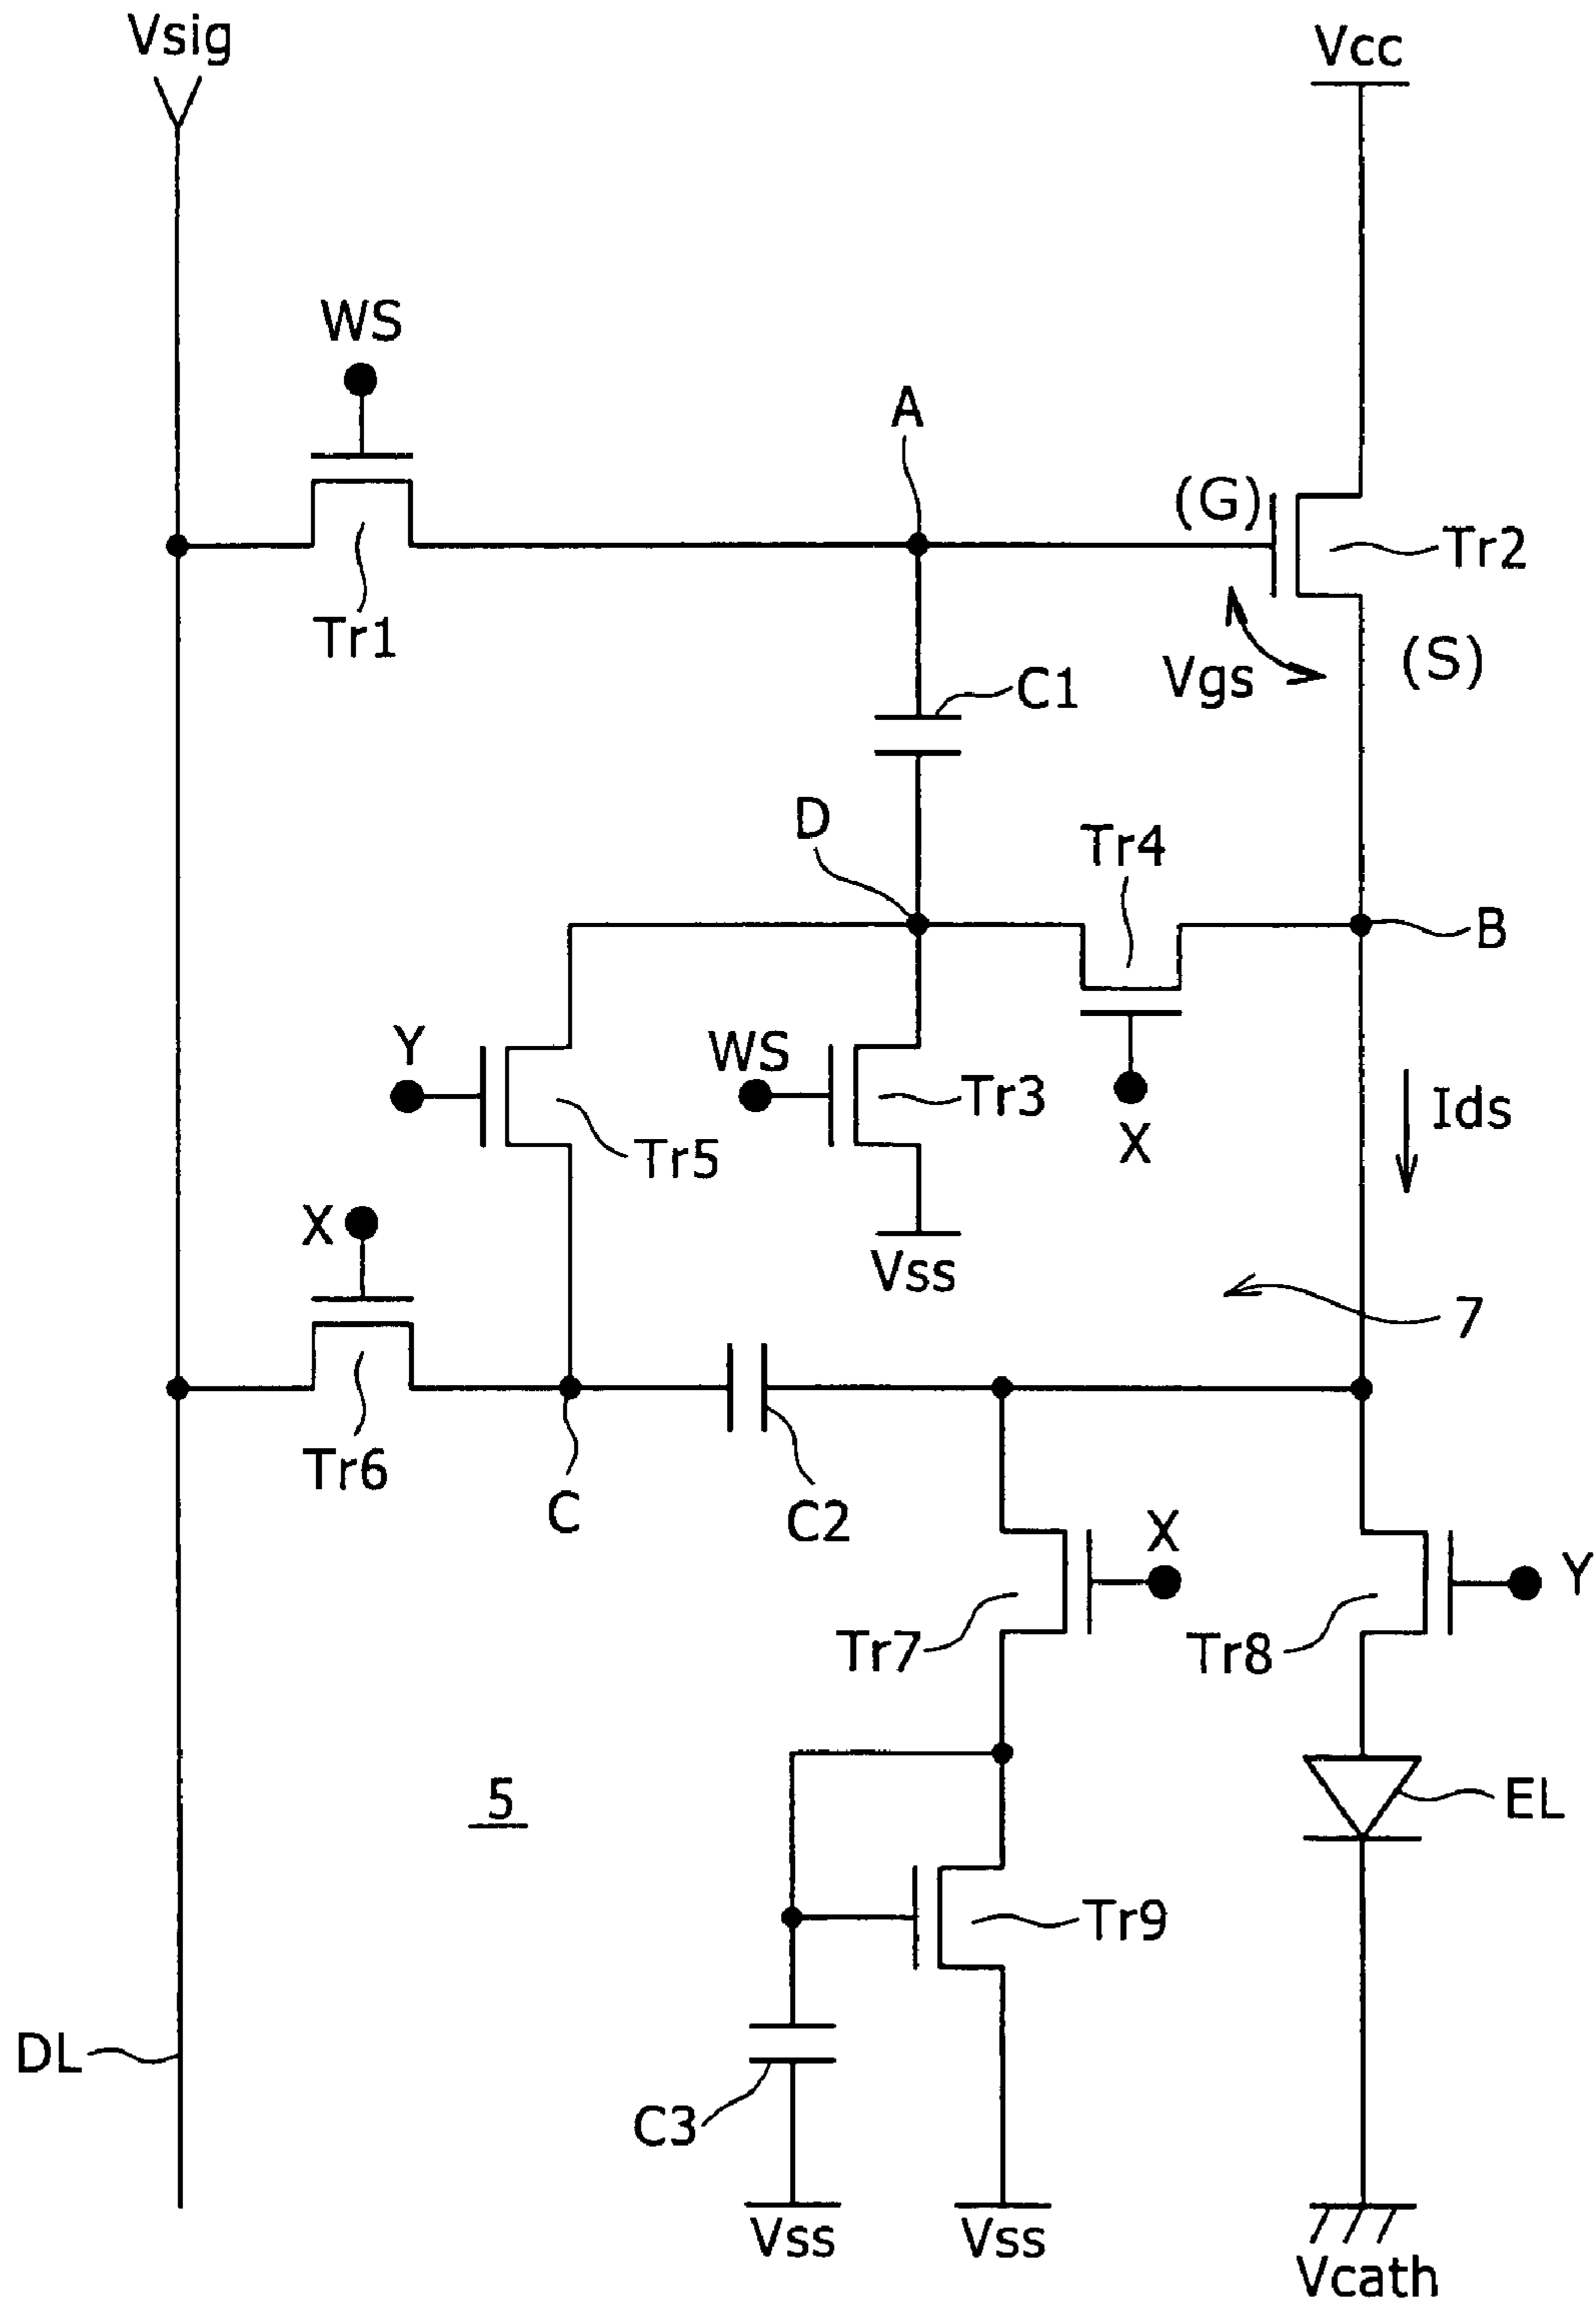 Vsig
Vcc
WS
A
(G)
Tr2
Tr1
Vgs
(S)
C1
D
Tr4
B
Y
WS
Tr3
X
Ids
Tr5
X
Vss
7
Tr6
C
C2
X
Y
Tr7
Tr8
5
EL
Tr9
DL
C3
Vss
Vss
Vcath